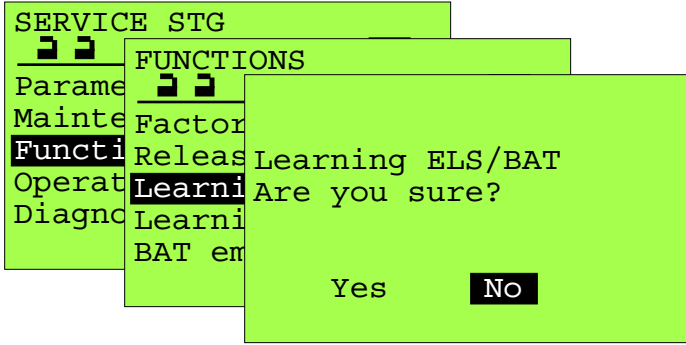 SERVICE STG
Parame
Mainte
Functi
Operat
Diagno
FUNCTIONS
Factor
Releas
Learni
Learni
BAT em
Learning ELS/BAT
Are you sure?
Yes No